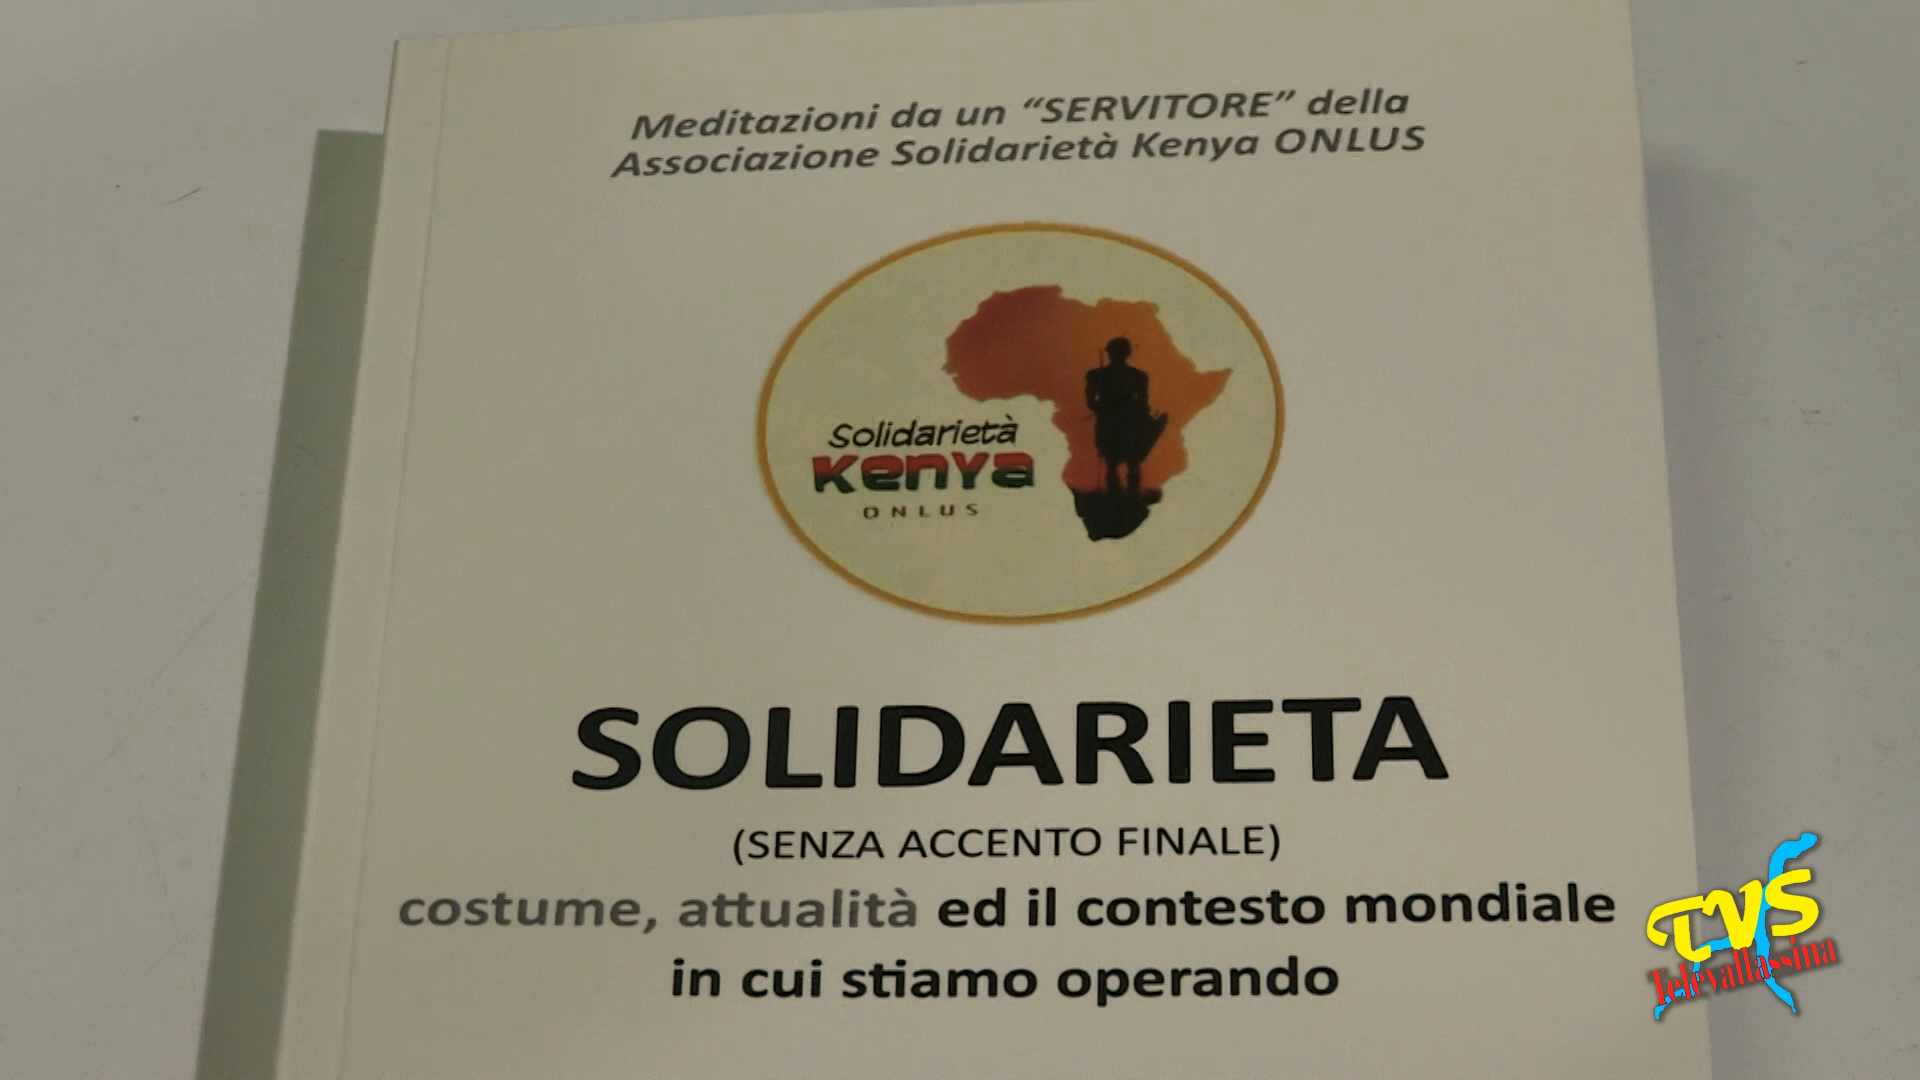 Meditazioni da un “SERVITORE” della
Associazione Solidarietà Kenya ONLUS
Solidarietà
Kenya
ONLUS
SOLIDARIETA
(SENZA ACCENTO FINALE)
costume, attualità ed il contesto mondiale
in cui stiamo operando
TVS
Televallassina